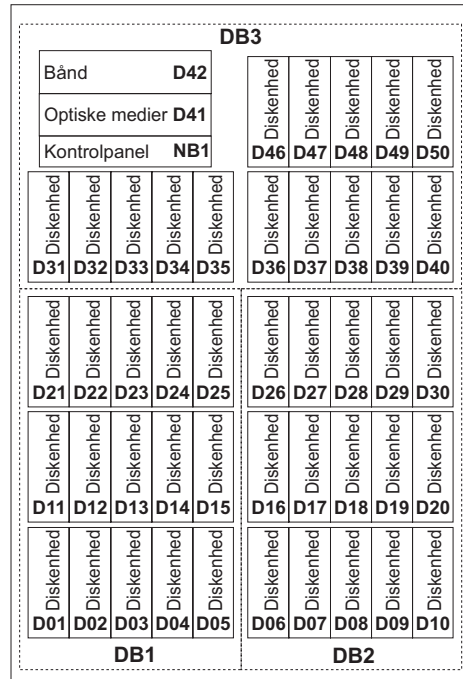 DB3
Bånd D42
Optiske medier D41
Kontrolpanel NB1
Diskenhed Diskenhed Diskenhed Diskenhed Diskenhed
D46 D47 D48 D49 D50
Diskenhed Diskenhed Diskenhed Diskenhed Diskenhed
D31 D32 D33 D34 D35
Diskenhed Diskenhed Diskenhed Diskenhed Diskenhed
D36 D37 D38 D39 D40
Diskenhed Diskenhed Diskenhed Diskenhed Diskenhed
D21 D22 D23 D24 D25
Diskenhed Diskenhed Diskenhed Diskenhed Diskenhed
D26 D27 D28 D29 D30
Diskenhed Diskenhed Diskenhed Diskenhed Diskenhed
D11 D12 D13 D14 D15
Diskenhed Diskenhed Diskenhed Diskenhed Diskenhed
D16 D17 D18 D19 D20
Diskenhed Diskenhed Diskenhed Diskenhed Diskenhed
D01 D02 D03 D04 D05
Diskenhed Diskenhed Diskenhed Diskenhed Diskenhed
D06 D07 D08 D09 D10
DB1
DB2